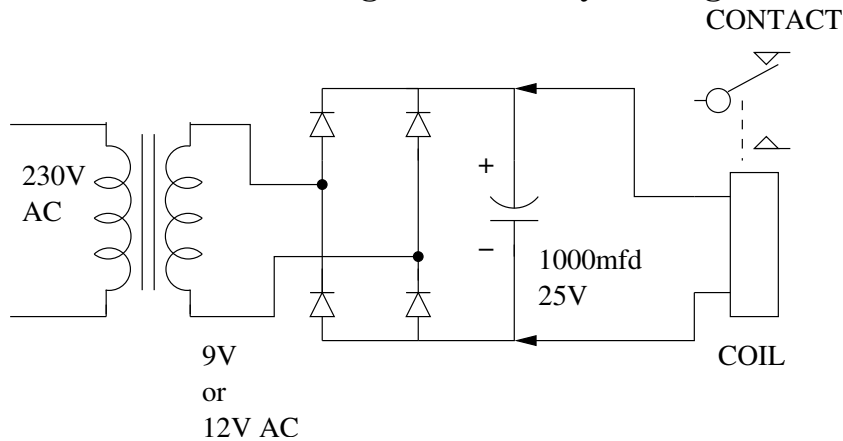 CONTACT
230V
AC
+
−
1000mfd
25V
9V
or
12V AC
COIL